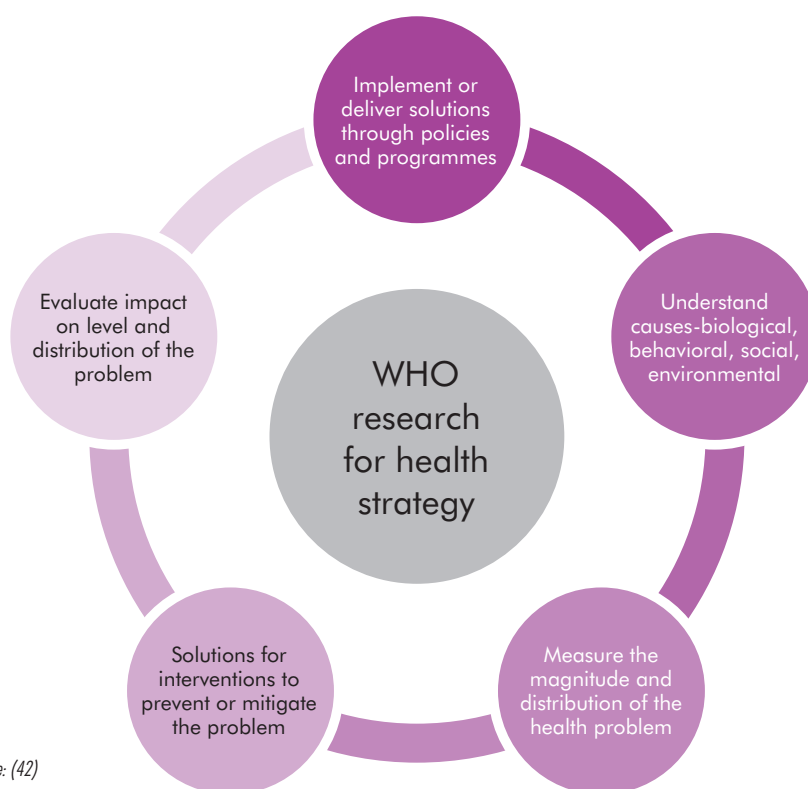 Implement or
deliver solutions
through policies
and programmes
Evaluate impact
on level and
distribution of the
problem
Understand
causes-biological,
behavioral, social,
environmental
WHO
research
for health
strategy
Solutions for
interventions to
prevent or mitigate
the problem
Measure the
magnitude and
distribution of the
health problem
e: (42)